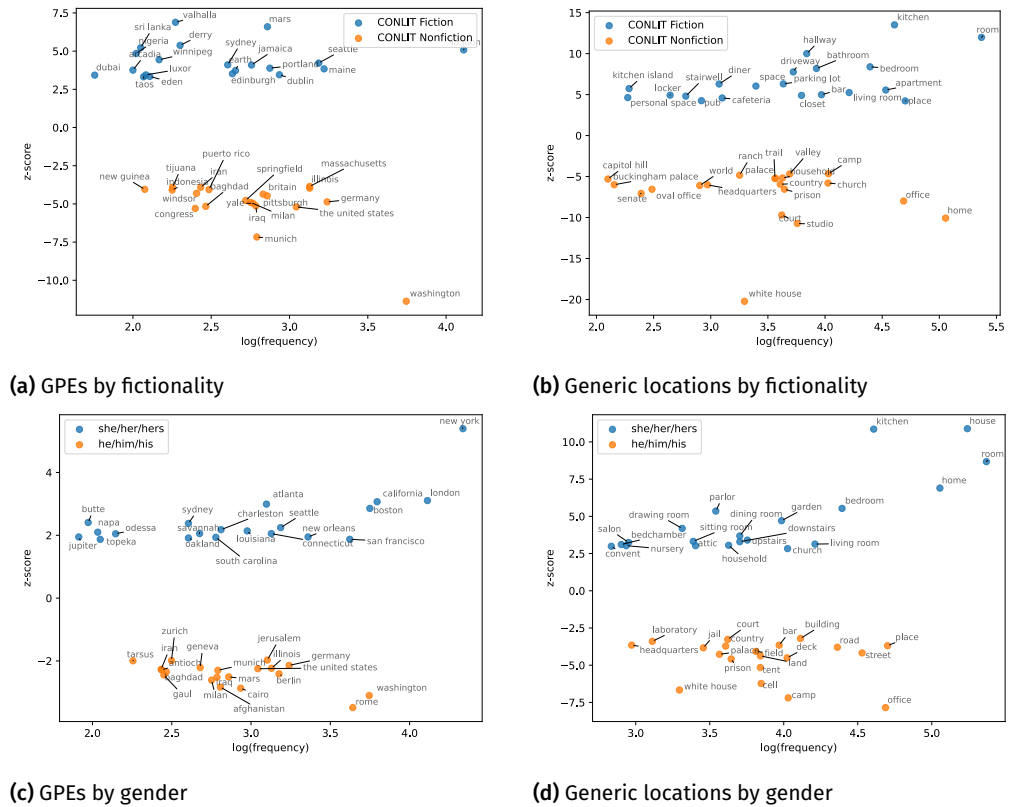 valhalla
mars
CONLIT Fiction
CONLIT Nonfiction
sri lanka
nigeria
derry
arcadia
winnipeg
sydney
jamaica
seattle
earth
portland
maine
dubai
luxor
taos
eden
edinburgh
dublin
puerto rico
massachusetts
tijuana
iran
springfield
illinois
new guinea
indonesia
baghdad
britain
germany
windsor
yale
pittsburgh
congress
iraq
milan
the united states
munich
washington
7.5
5.0
2.5
0.0
−2.5
−5.0
−7.5
−10.0
z-score
2.0 2.5 3.0 3.5 4.0
log(frequency)
(a) GPEs by fictionality
CONLIT Fiction
CONLIT Nonfiction
kitchen
room
hallway
bathroom
driveway
bedroom
diner
space
parking lot
kitchen island
stairwell
apartment
locker
bar
personal space
pub
cafeteria
closet
living room
place
valley
trail
camp
ranch
palace
capitol hill
world
buckingham palace
country
church
senate
oval office
headquarters
prison
office
court
studio
home
white house
15
10
5
0
−5
−10
−15
−20
z-score
2.0 2.5 3.0 3.5 4.0 4.5 5.0 5.5
log(frequency)
(b) Generic locations by fictionality
she/her/hers
he/him/his
new york
california
london
atlanta
boston
butte
sydney
napa
savannah
charleston
seattle
odessa
new orleans
jupiter
topeka
oakland
louisiana
connecticut
san francisco
south carolina
zurich
jerusalem
iran
geneva
illinois
germany
tarsus
antioch
munich
the united states
baghdad
iraq
mars
berlin
gaul
milan
cairo
washington
afghanistan
rome
4
2
0
−2
z-score
2.0 2.5 3.0 3.5 4.0
log(frequency)
(c) GPEs by gender
she/her/hers
he/him/his
kitchen
house
room
home
parlor
bedroom
drawing room
dining room
garden
salon
bedchamber
sitting room
downstairs
convent
nursery
attic
upstairs
household
church
living room
laboratory
court
bar
building
headquarters
jail
country
deck
road
place
palace
field
land
street
prison
tent
white house
cell
camp
office
10.0
7.5
5.0
2.5
0.0
−2.5
−5.0
−7.5
z-score
3.0 3.5 4.0 4.5 5.0
log(frequency)
(d) Generic locations by gender